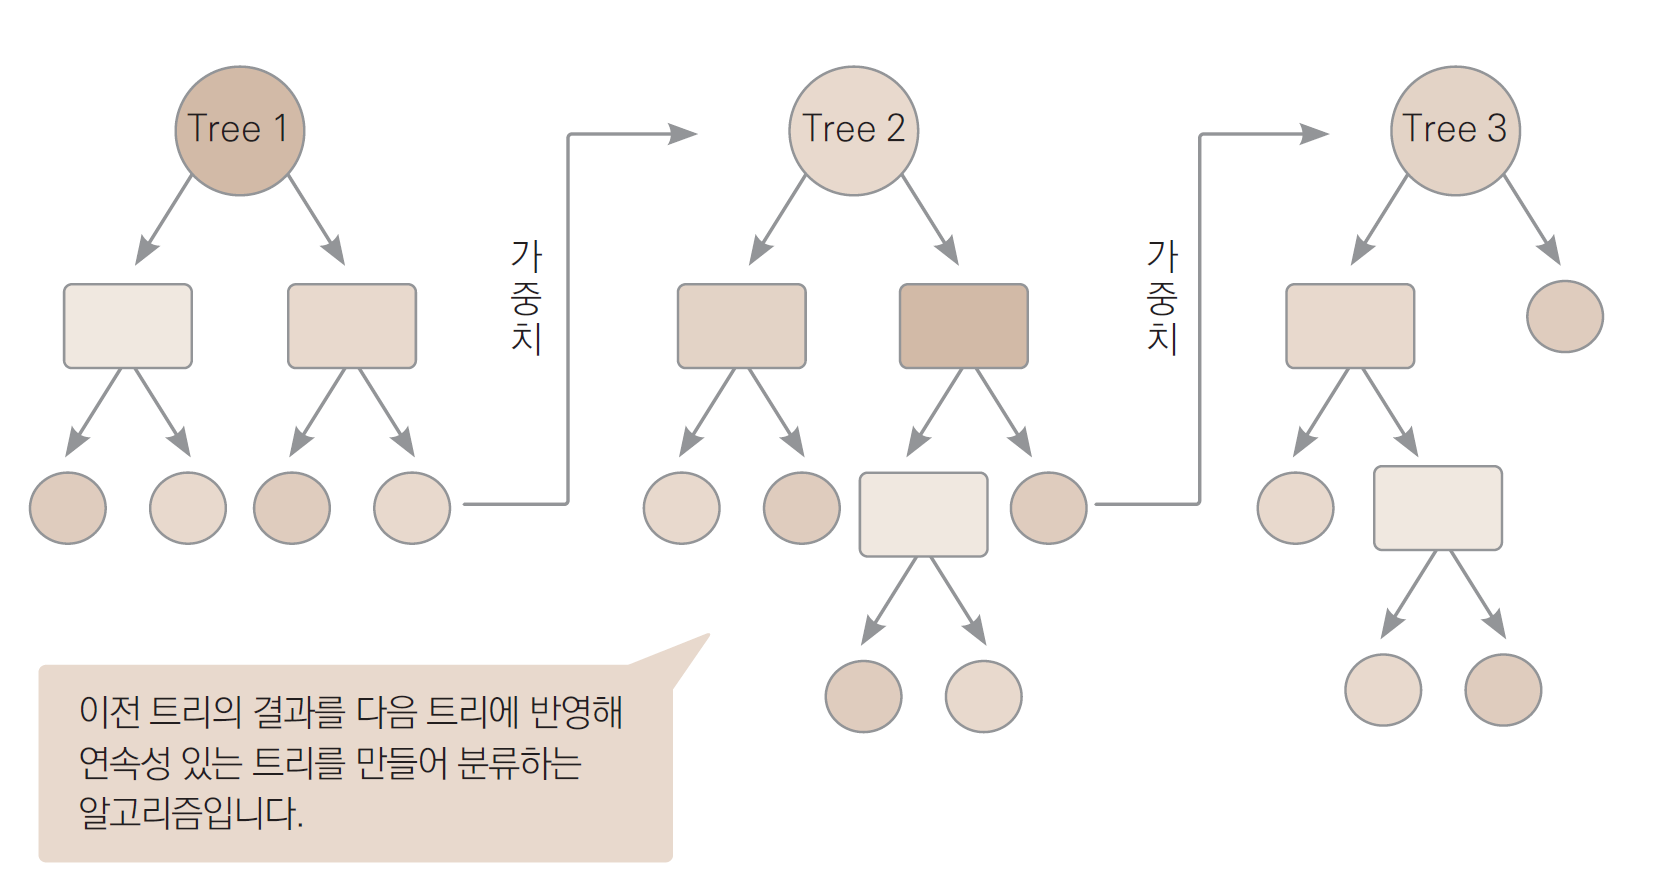 Tree 1
Tree 2
Tree 3
가중치
가중치
이전 트리의 결과를 다음 트리에 반영해
연속성 있는 트리를 만들어 분류하는
알고리즘입니다.